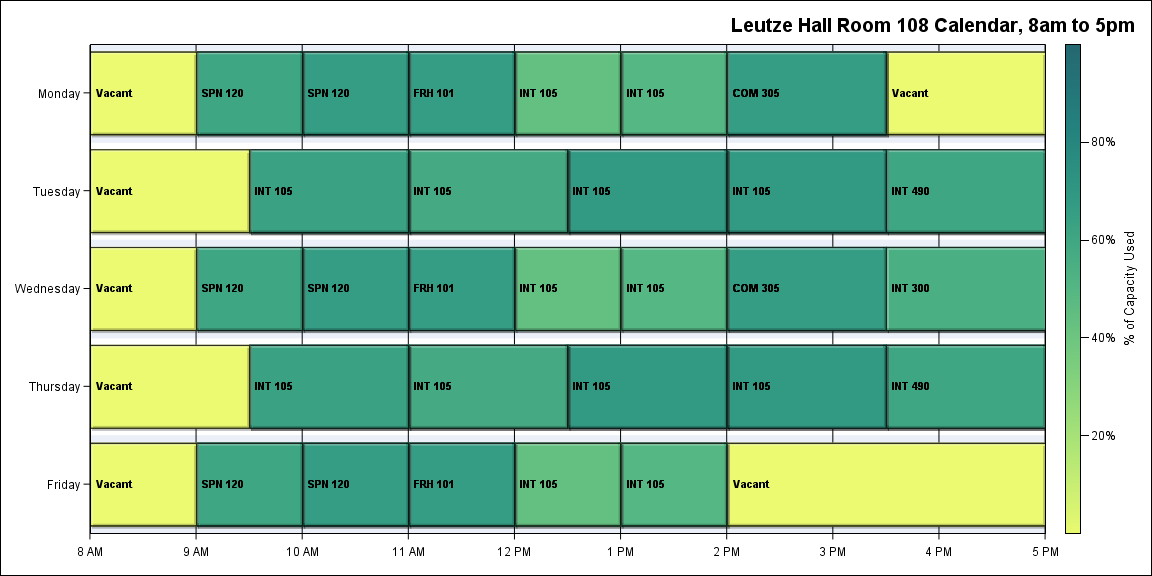 Leutze Hall Room 108 Calendar, 8am to 5pm
Monday
Vacant
SPN 120
SPN 120
FRH 101
INT 105
INT 105
COM 305
Vacant
Tuesday
Vacant
INT 105
INT 105
INT 105
INT 105
INT 490
Wednesday
Vacant
SPN 120
SPN 120
FRH 101
INT 105
INT 105
COM 305
INT 300
Thursday
Vacant
INT 105
INT 105
INT 105
INT 105
INT 490
Friday
Vacant
SPN 120
SPN 120
FRH 101
INT 105
INT 105
Vacant
8 AM
9 AM
10 AM
11 AM
12 PM
1 PM
2 PM
3 PM
4 PM
5 PM
80%
60%
40%
20%
% of Capacity Used